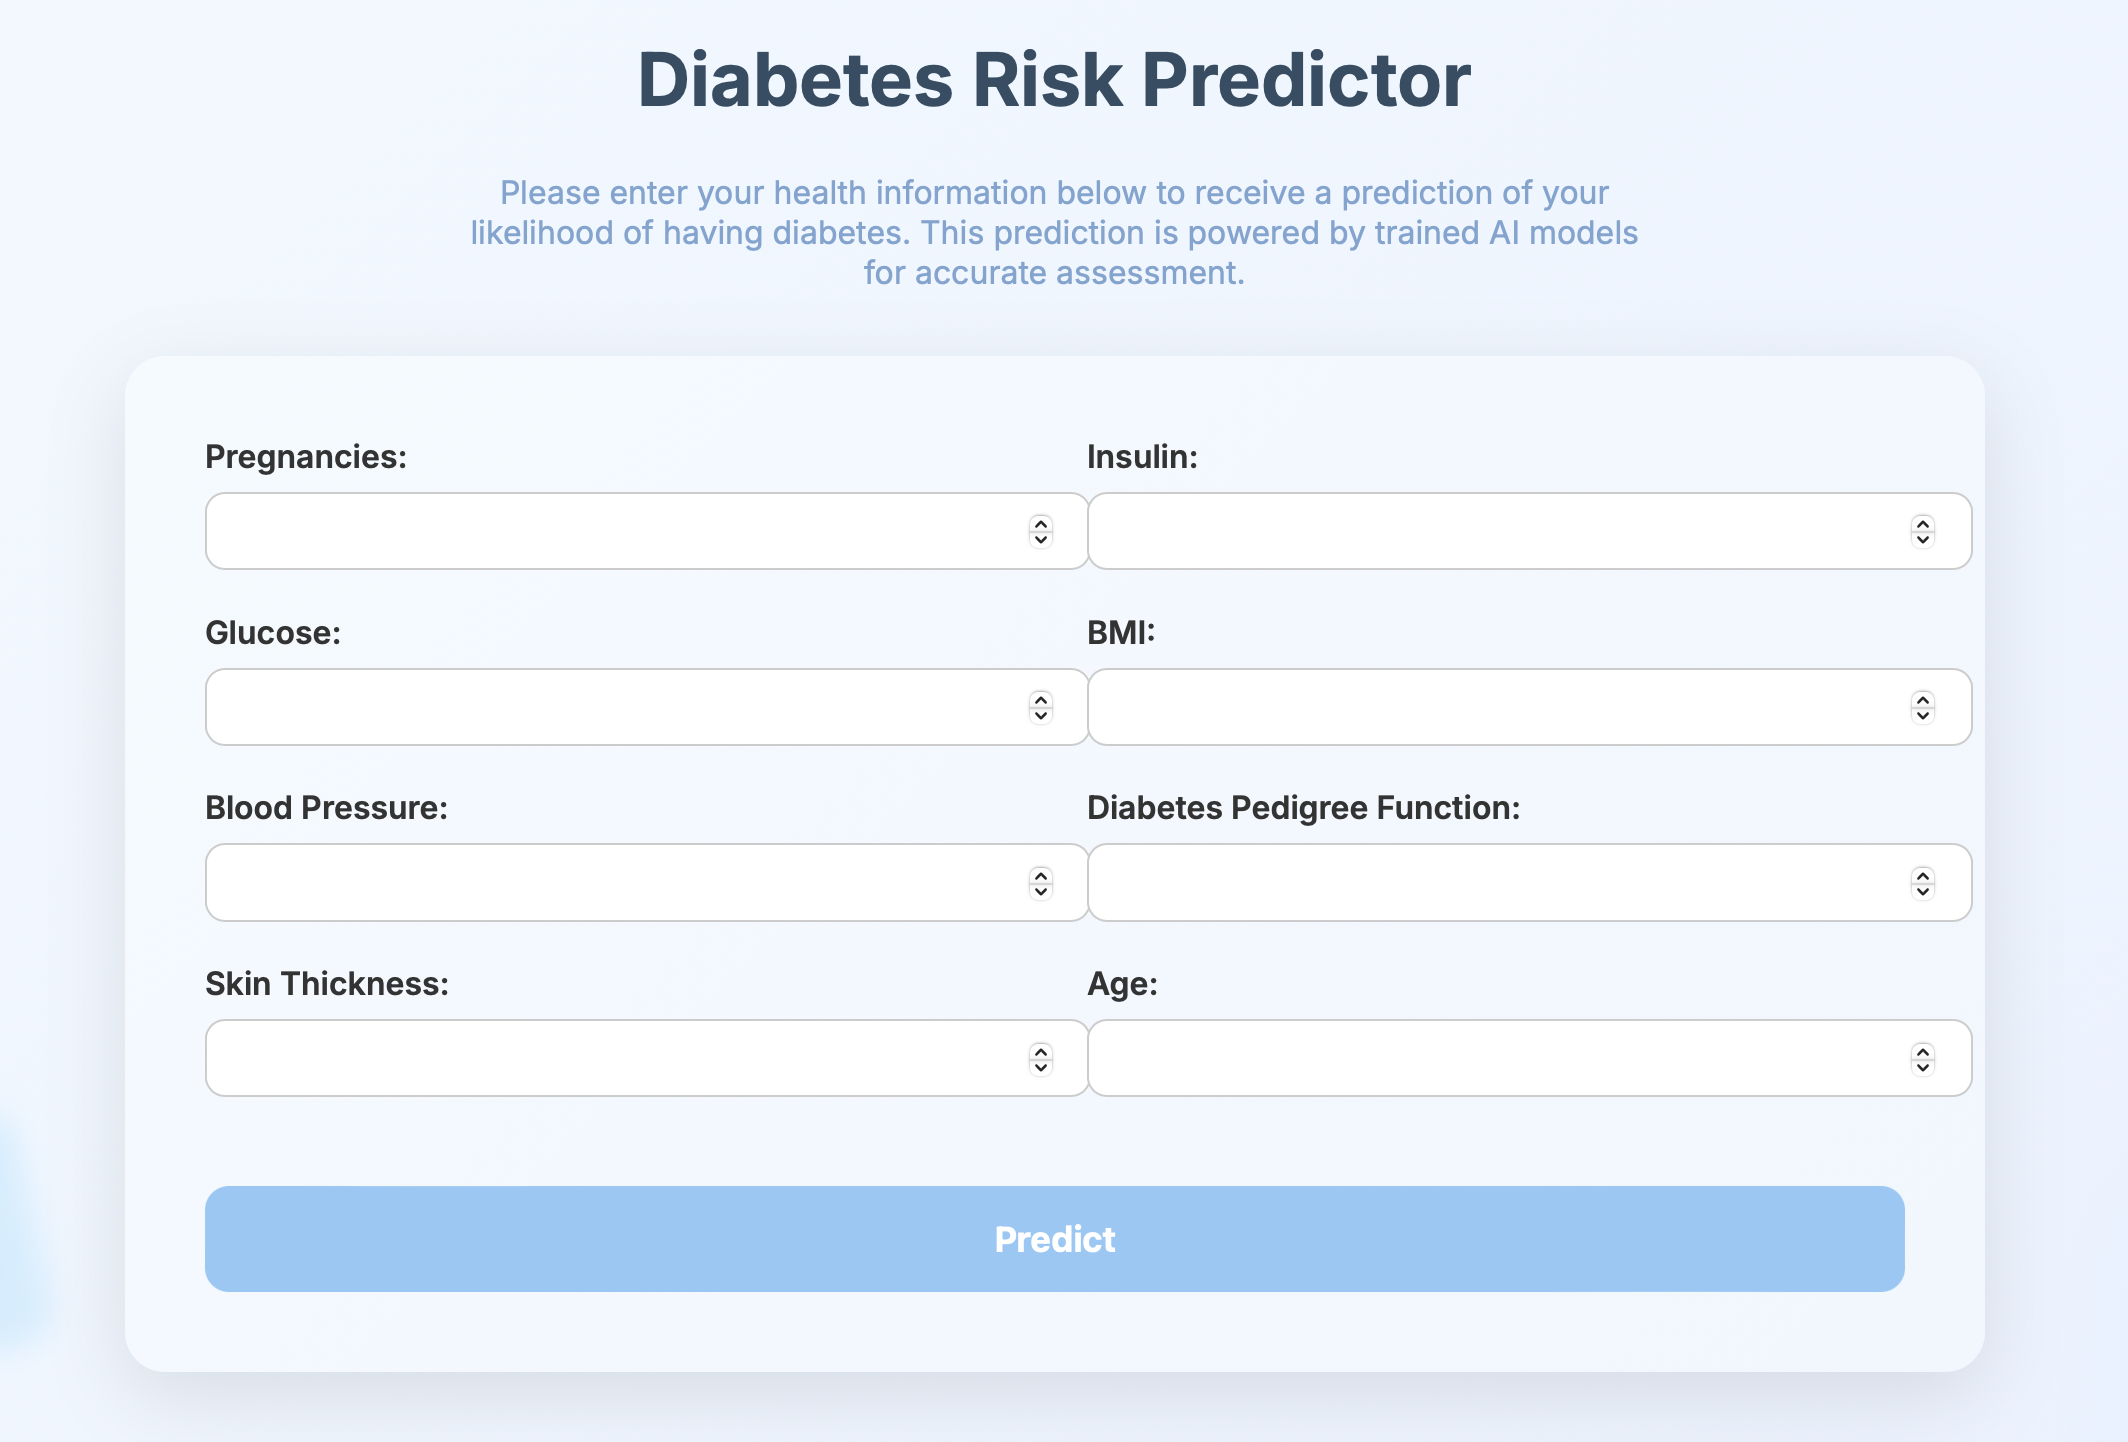 Diabetes Risk Predictor
Please enter your health information below to receive a prediction of your
likelihood of having diabetes. This prediction is powered by trained AI models
for accurate assessment.
Pregnancies:
Insulin:
Glucose:
BMI:
Blood Pressure:
Diabetes Pedigree Function:
Skin Thickness:
Age:
Predict